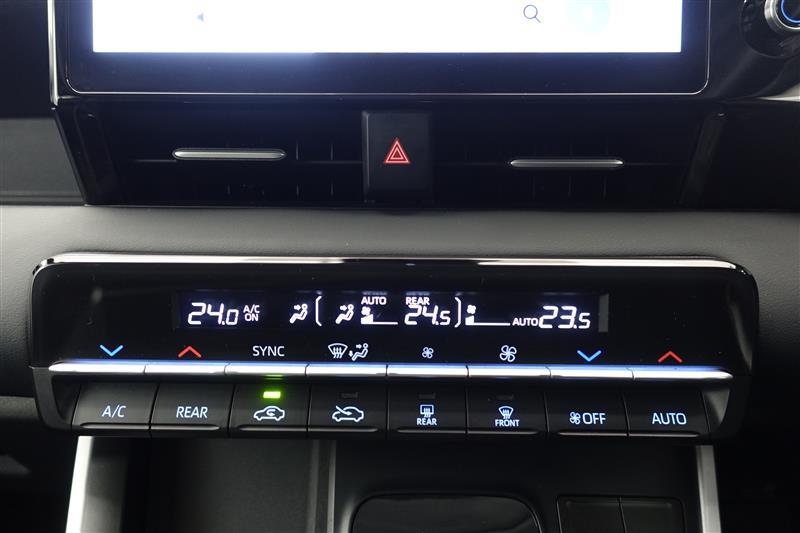 24.0 A/C ON AUTO REAR 24.5 AUTO 23.5
SYNC
A/C REAR REAR FRONT OFF AUTO